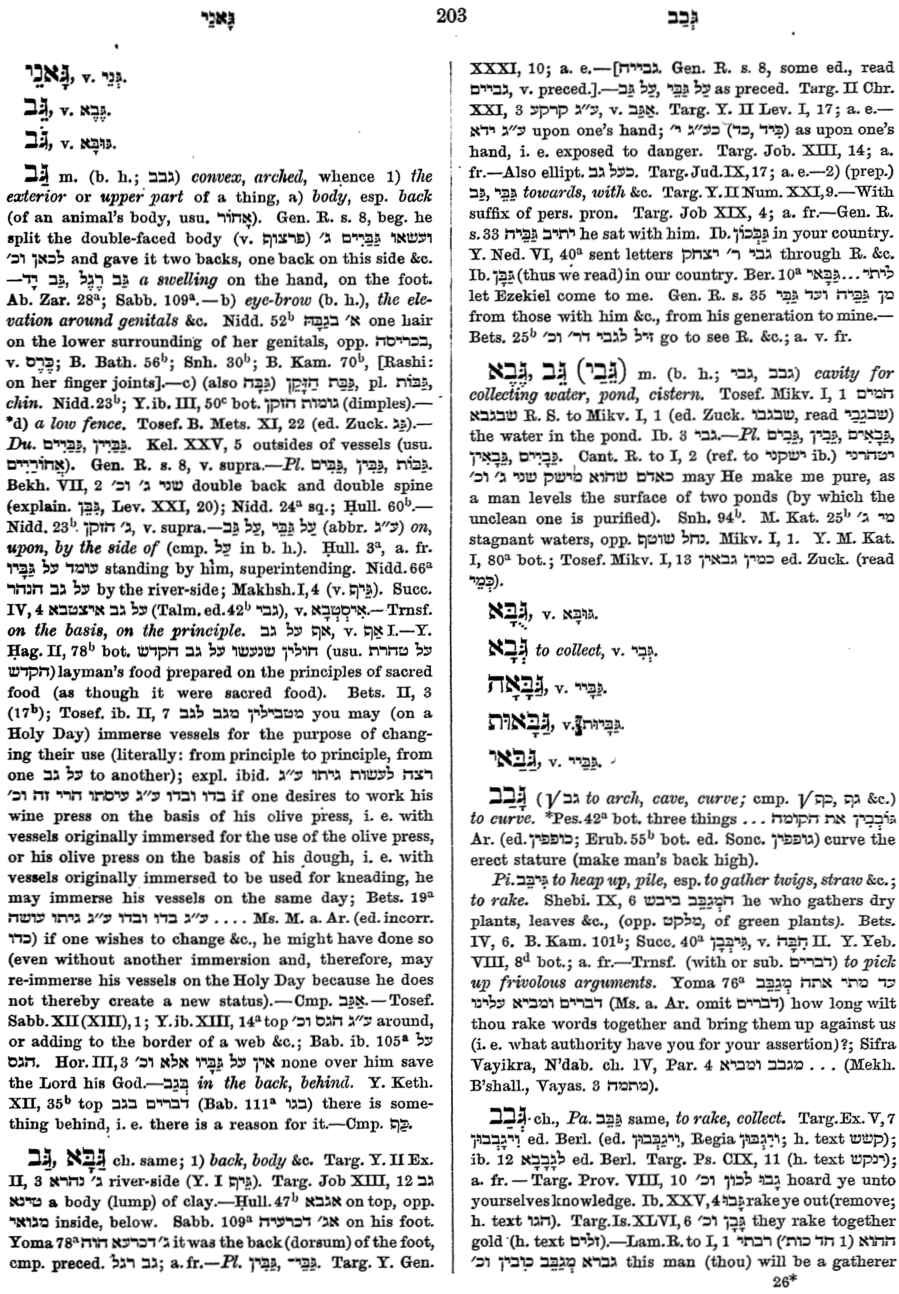 גָּאנֵי 203 גְּבַב
גָּאנֵי, v. גְּנֵי.
גֵּב, v. גֶּבָא.
גֹּב, v. גּוּבָּא.
גַּב m. (b. h.; גבב) convex, arched, whence 1) the
exterior or upper part of a thing, a) body, esp. back
(of an animal's body, usu. אָחוֹר). Gen. R. s. 8, beg. he
split the double-faced body (v. פרצוף) ועשאו גַּבַּיִים ג׳
לכאן וכ׳ and gave it two backs, one back on this side &c.
—גַּב רֶגֶל, גַּב יָד a swelling on the hand, on the foot.
Ab. Zar. 28a; Sabb. 109a.—b) eye-brow (b. h.), the ele-
vation around genitals &c. Nidd. 52b א׳ בגַבָּהּ one hair
on the lower surrounding of her genitals, opp. בכריסה,
v. כָּרֵס; B. Bath. 56b; Snh. 30b; B. Kam. 70b, [Rashi:
on her finger joints].—c) (also גַּבָּה) גַּבַּת הַזָּקָן, pl. גַּבּוֹת,
chin. Nidd. 23b; Y. ib. III, 50c bot. גומות הזקן (dimples).—
*d) a low fence. Tosef. B. Mets. XI, 22 (ed. Zuck. גַּג).—
Du. גַּבַּיִין, גַּבַּיִים. Kel. XXV, 5 outsides of vessels (usu.
אֲחוֹרַיִים). Gen. R. s. 8, v. supra.—Pl. גַּבּוֹת, גַּבִּין, גַּבִּים.
Bekh. VII, 2 שני ג׳ וכ׳ double back and double spine
(explain. גִּבֵּן, Lev. XXI, 20); Nidd. 24a sq.; Ḥull. 60b.—
Nidd. 23b. ג׳ הזקן, v. supra.—עַל גַּבֵּי, עַל גַּב (abbr. ע״ג) on,
upon, by the side of (cmp. עַל in b. h.). Ḥull. 3a, a. fr.
עומד על גַּבָּיו standing by him, superintending. Nidd. 66a
על גב הנהר by the river-side; Makhsh. I, 4 (v. גֵּיף). Succ.
IV, 4 על גב איצטבא (Talm. ed. 42b גבי), v. אִיסְטְבָא.—Trnsf.
on the basis, on the principle. אף על גב, v. אַף I.—Y.
Ḥag. II, 78b bot. חולין שנעשו על גב הקדש (usu. על טהרת
הקדש) layman's food prepared on the principles of sacred
food (as though it were sacred food). Bets. II, 3
(17b); Tosef. ib. II, 7 מטבילין מגב לגב you may (on a
Holy Day) immerse vessels for the purpose of chang-
ing their use (literally: from principle to principle, from
one על גב to another); expl. ibid. רצה לעשות גיתו ע״ג
בדו ובדו ע״ג עיסתו הרי זה וכ׳ if one desires to work his
wine press on the basis of his olive press, i. e. with
vessels originally immersed for the use of the olive press,
or his olive press on the basis of his dough, i. e. with
vessels originally immersed to be used for kneading, he
may immerse his vessels on the same day; Bets. 19a
ע״ג בדו ובדו ע״ג גיתו עושה .... Ms. M. a. Ar. (ed. incorr.
כדו) if one wishes to change &c., he might have done so
(even without another immersion and, therefore, may
re-immerse his vessels on the Holy Day because he does
not thereby create a new status).—Cmp. אַגַּב.—Tosef.
Sabb. XII (XIII), 1; Y. ib. XIII, 14a top ע״ג הגס וכ׳ around,
or adding to the border of a web &c.; Bab. ib. 105a על
הגס. Hor. III, 3 אין על גַּבָּיו אלא וכ׳ none over him save
the Lord his God.—בְּגַב in the back, behind. Y. Keth.
XII, 35b top דברים בגב (Bab. 111a בגו) there is some-
thing behind, i. e. there is a reason for it.—Cmp. כַּף.
גַּב, גַּבָּא ch. same; 1) back, body &c. Targ. Y. II Ex.
II, 3 ג׳ נהרא river-side (Y. I גֵּיף). Targ. Job XIII, 12 גב
טינא a body (lump) of clay.—Ḥull. 47b אגבא on top, opp.
מגואי inside, below. Sabb. 109a אג׳ דכרעיה on his foot.
Yoma 78a ג׳ דכרעא הוה it was the back (dorsum) of the foot,
cmp. preced. גב רגל; a. fr.—Pl. גַּבֵּי־, גַּבִּין. Targ. Y. Gen.
XXXI, 10; a. e.—[גבייה. Gen. R. s. 8, some ed., read
גביים, v. preced.].—עַל גַּבֵּי, עַל גַּב as preced. Targ. II Chr.
XXI, 3 ע״ג קרקע, v. אַגַּב. Targ. Y. II Lev. I, 17; a. e.—
ע״ג ידא upon one's hand; כע״ג י׳ (כַּד, כְּיַד) as upon one's
hand, i. e. exposed to danger. Targ. Job. XIII, 14; a.
fr.—Also ellipt. כעל גב. Targ. Jud. IX, 17; a. e.—2) (prep.)
גַּבֵּי, גַּב towards, with &c. Targ. Y. II Num. XXI, 9.—With
suffix of pers. pron. Targ. Job XIX, 4; a. fr.—Gen. R.
s. 33 יתיב גַּבֵּיהּ he sat with him. Ib. גַּבְּכוֹן in your country.
Y. Ned. VI, 40a sent letters גבי ר׳ יצחק through R. &c.
Ib. גַּבָּן (thus we read) in our country. Ber. 10a ליתי...גַּבָּאי
let Ezekiel come to me. Gen. R. s. 35 מן גַּבֵּיהּ ועד גַּבֵּי
from those with him &c., from his generation to mine.—
Bets. 25b זיל לגבי דר׳ וכ׳ go to see R. &c.; a. v. fr.
גֵּב, גֶּבָא (גֵּבִי) m. (b. h.; גבב, גבי) cavity for
collecting water, pond, cistern. Tosef. Mikv. I, 1 המים
שבגבא R. S. to Mikv. I, 1 (ed. Zuck. שבגבו, read שבגֵבִי)
the water in the pond. Ib. 3 גבי.—Pl. גְּבָאִים, גֵּבִין, גֵּבִים,
גְּבָיִים, גְּבָאִין. Cant. R. to I, 2 (ref. to ישקני ib.) יטהרני
כאדם שהוא מַשִּׁיק שני ג׳ וכ׳ may He make me pure, as
a man levels the surface of two ponds (by which the
unclean one is purified). Snh. 94b. M. Kat. 25b מי ג׳
stagnant waters, opp. נחל שוטף. Mikv. I, 1. Y. M. Kat.
I, 80a bot.; Tosef. Mikv. I, 13 כמין גבאין ed. Zuck. (read
כְּמֵי).
גֻּבָּא, v. גּוּבָּא.
גְּבָא to collect, v. גְּבֵי.
גַּבָּאָה, v. גַּבָּיי.
גַּבָּאוּת, v. גַּבָּיוּת.
גַּבַּאי, v. גַּבַּיי.
גָּבַב (√גב to arch, cave, curve; cmp. √גף, כף &c.)
to curve. *Pes. 42a bot. three things ... גּוֹבְבִין את הקומה
Ar. (ed. כופפין; Erub. 55b bot. ed. Sonc. גופפין) curve the
erect stature (make man's back high).
Pi. גִּיבֵּב to heap up, pile, esp. to gather twigs, straw &c.;
to rake. Shebi. IX, 6 הַמְגַבֵּב ביבש he who gathers dry
plants, leaves &c., (opp. מלקט, of green plants). Bets.
IV, 6. B. Kam. 101b; Succ. 40a גִּיבְּבָן, v. חָבָּה II. Y. Yeb.
VIII, 8d bot.; a. fr.—Trnsf. (with or sub. דברים) to pick
up frivolous arguments. Yoma 76a עד מתי אתה מְגַבֵּב
דברים ומביא עלינו (Ms. a. Ar. omit דברים) how long wilt
thou rake words together and bring them up against us
(i. e. what authority have you for your assertion)?; Sifra
Vayikra, N'dab. ch. IV, Par. 4 מגבב ומביא ... (Mekh.
B'shall., Vayas. 3 מתמה).
גְּבַב ch., Pa. גַּבֵּב same, to rake, collect. Targ. Ex. V, 7
וִיגָבְבוּן ed. Berl. (ed. וִיגַבְּבוּן, Regia וִיגְבּוּן; h. text קשש);
ib. 12 לְגָבָבָא ed. Berl. Targ. Ps. CIX, 11 (h. text ינקש);
a. fr.—Targ. Prov. VIII, 10 גָּבוּ לכון וכ׳ hoard ye unto
yourselves knowledge. Ib. XXV, 4 גָּבוּ rake ye out (remove;
h. text הגו). Targ. Is. XLVI, 6 גָּבַן וכ׳ they rake together
gold (h. text זלים).—Lam. R. to I, 1 רבתי (חד כות׳ 1) ההוא
גברא מְגַבֵּב כובין וכ׳ this man (thou) will be a gatherer
26*